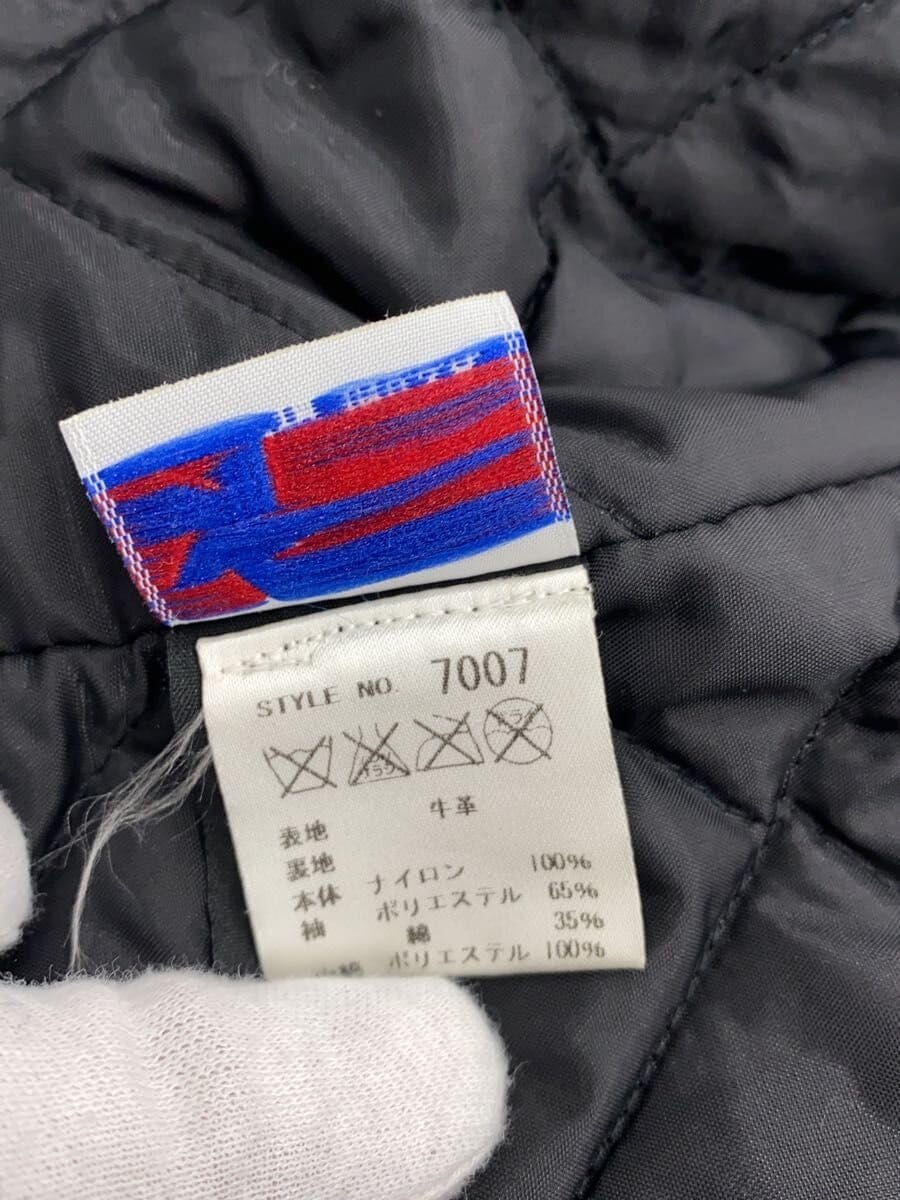 STYLE NO. 7007
表地 牛革
裏地
本体 ナイロン 100%
袖 ポリエステル 65%
綿 35%
ポリエステル 100%